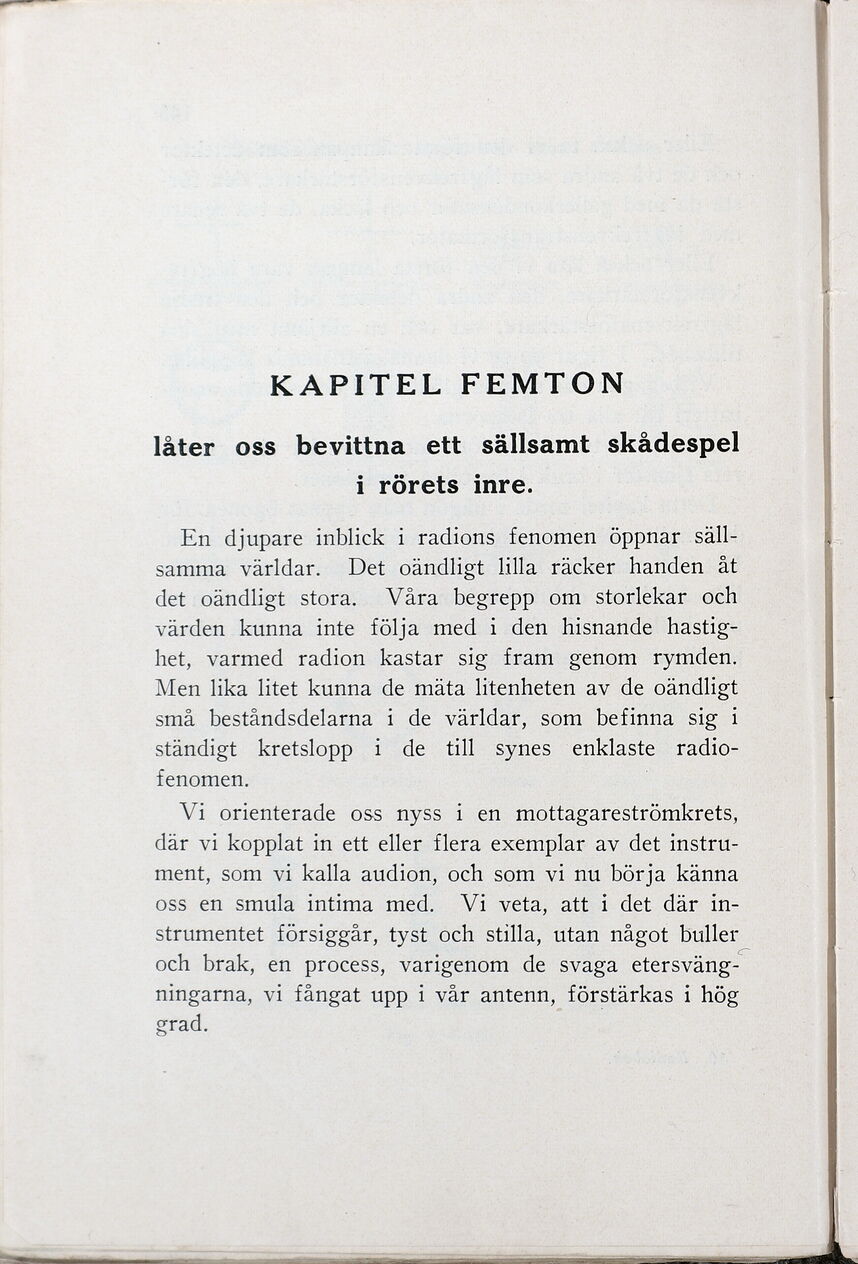 KAPITEL FEMTON
låter oss bevittna ett sällsamt skådespel
i rörets inre.
En djupare inblick i radions fenomen öppnar säll-
samma världar. Det oändligt lilla räcker handen åt
det oändligt stora. Våra begrepp om storlekar och
värden kunna inte följa med i den hisnande hastig-
het, varmed radion kastar sig fram genom rymden.
Men lika litet kunna de mäta litenheten av de oändligt
små beståndsdelarna i de världar, som befinna sig i
ständigt kretslopp i de till synes enklaste radio-
fenomen.
Vi orienterade oss nyss i en mottagareströmkrets,
där vi kopplat in ett eller flera exemplar av det instru-
ment, som vi kalla audion, och som vi nu börja känna
oss en smula intima med. Vi veta, att i det där in-
strumentet försiggår, tyst och stilla, utan något buller
och brak, en process, varigenom de svaga etersväng-
ningarna, vi fångat upp i vår antenn, förstärkas i hög
grad.